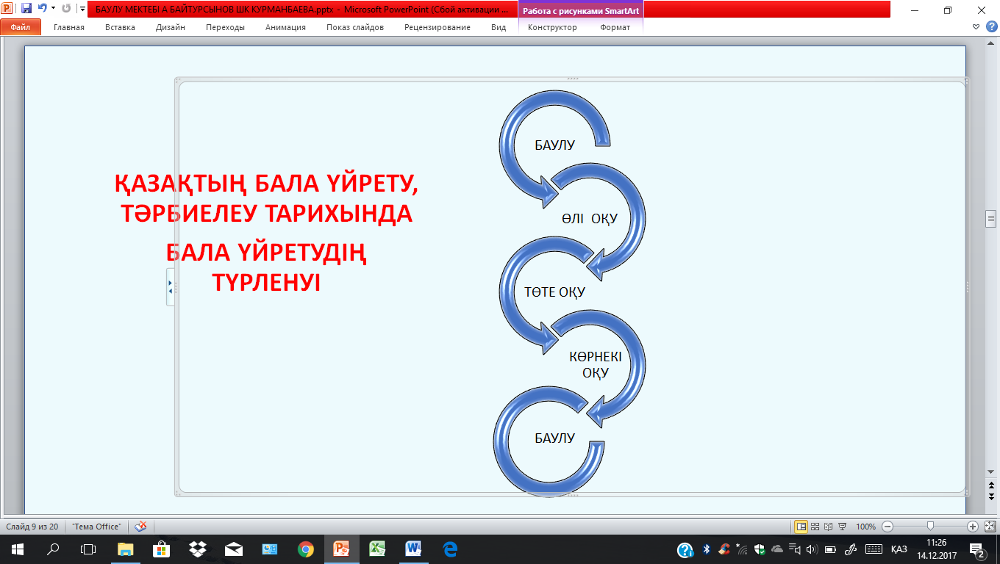 БАУЛУ МЕКТЕБІ А БАЙТУРСЫНОВ ШК КУРМАНБАЕВА.pptx - Microsoft PowerPoint (Сбой активации ...
Работа с рисунками SmartArt
Файл Главная Вставка Дизайн Переходы Анимация Показ слайдов Рецензирование Вид Конструктор Формат
ҚАЗАҚТЫҢ БАЛА ҮЙРЕТУ,
ТӘРБИЕЛЕУ ТАРИХЫНДА
БАЛА ҮЙРЕТУДІҢ
ТҮРЛЕНУІ
БАУЛУ
ӨЛІ ОҚУ
ТӨТЕ ОҚУ
КӨРНЕКІ
ОҚУ
БАУЛУ
Слайд 9 из 20 "Тема Office" 100%
ҚАЗ 11:26
14.12.2017
2